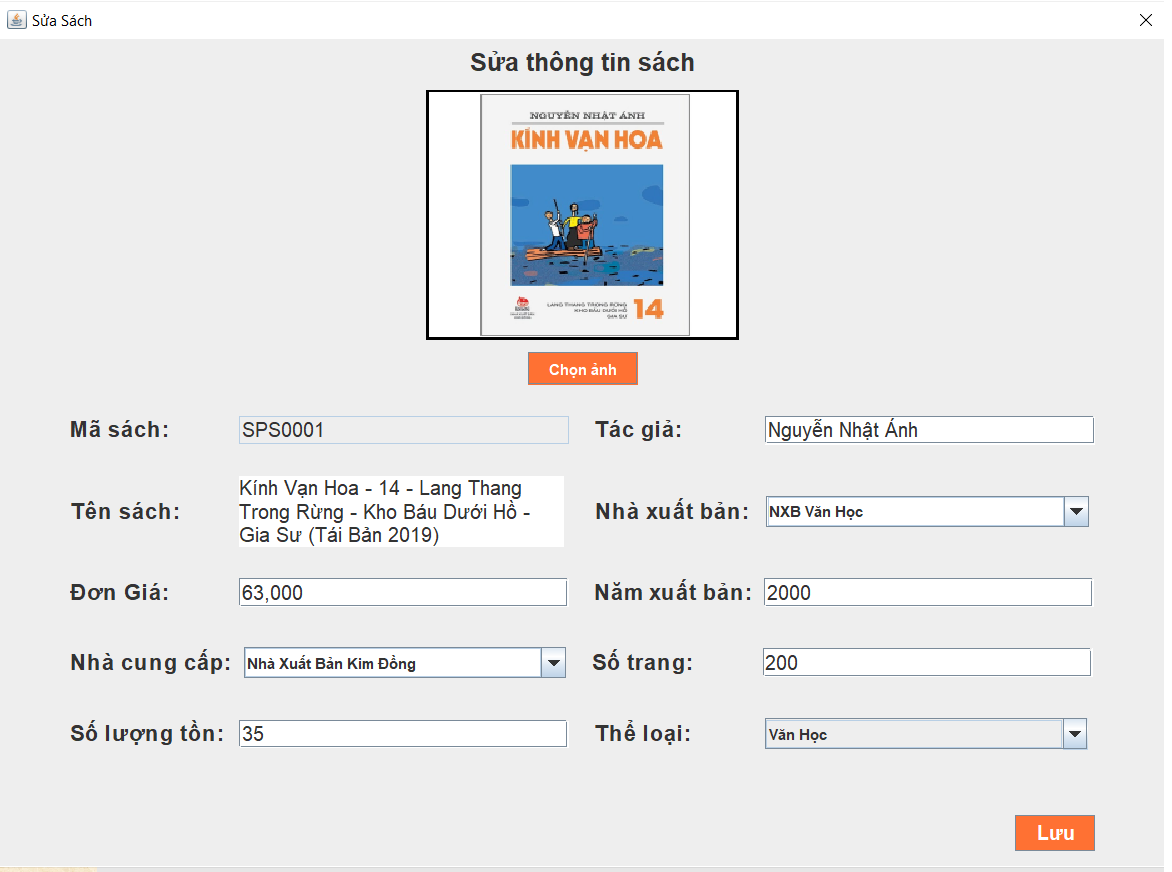 Sửa Sách
Sửa thông tin sách
NGUYỄN NHẬT ÁNH
KÍNH VẠN HOA
LANG THANG TRONG RỪNG
KHO BÁU DƯỚI HỒ
GIA SƯ
14
Chọn ảnh
Mã sách: SPS0001 Tác giả: Nguyễn Nhật Ánh
Tên sách: Kính Vạn Hoa - 14 - Lang Thang
Trong Rừng - Kho Báu Dưới Hồ -
Gia Sư (Tái Bản 2019)
Nhà xuất bản: NXB Văn Học
Đơn Giá: 63,000 Năm xuất bản: 2000
Nhà cung cấp: Nhà Xuất Bản Kim Đồng Số trang: 200
Số lượng tồn: 35 Thể loại: Văn Học
Lưu